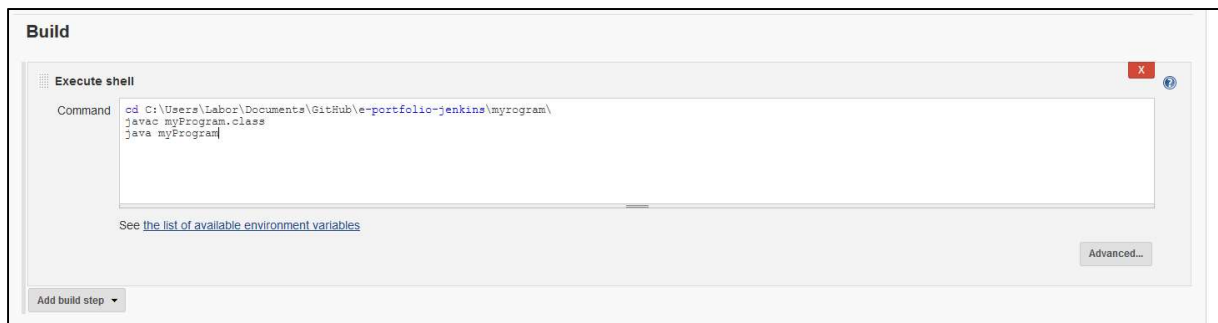 Build
Execute shell
X
Command
cd C:\Users\Labor\Documents\GitHub\e-portfolio-jenkins\myrogram\
javac myProgram.class
java myProgram
See the list of available environment variables
Advanced...
Add build step